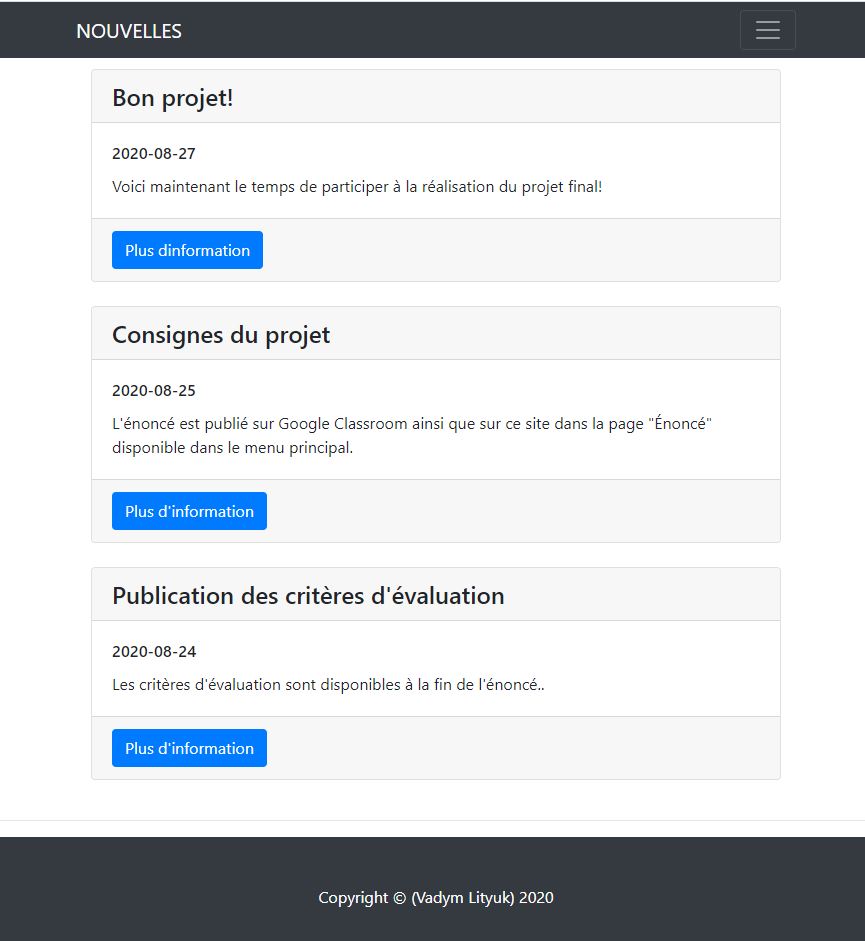 NOUVELLES
Bon projet!
2020-08-27
Voici maintenant le temps de participer à la réalisation du projet final!
Plus dinformation
Consignes du projet
2020-08-25
L'énoncé est publié sur Google Classroom ainsi que sur ce site dans la page "Énoncé"
disponible dans le menu principal.
Plus d'information
Publication des critères d'évaluation
2020-08-24
Les critères d'évaluation sont disponibles à la fin de l'énoncé..
Plus d'information
Copyright © (Vadym Lityuk) 2020